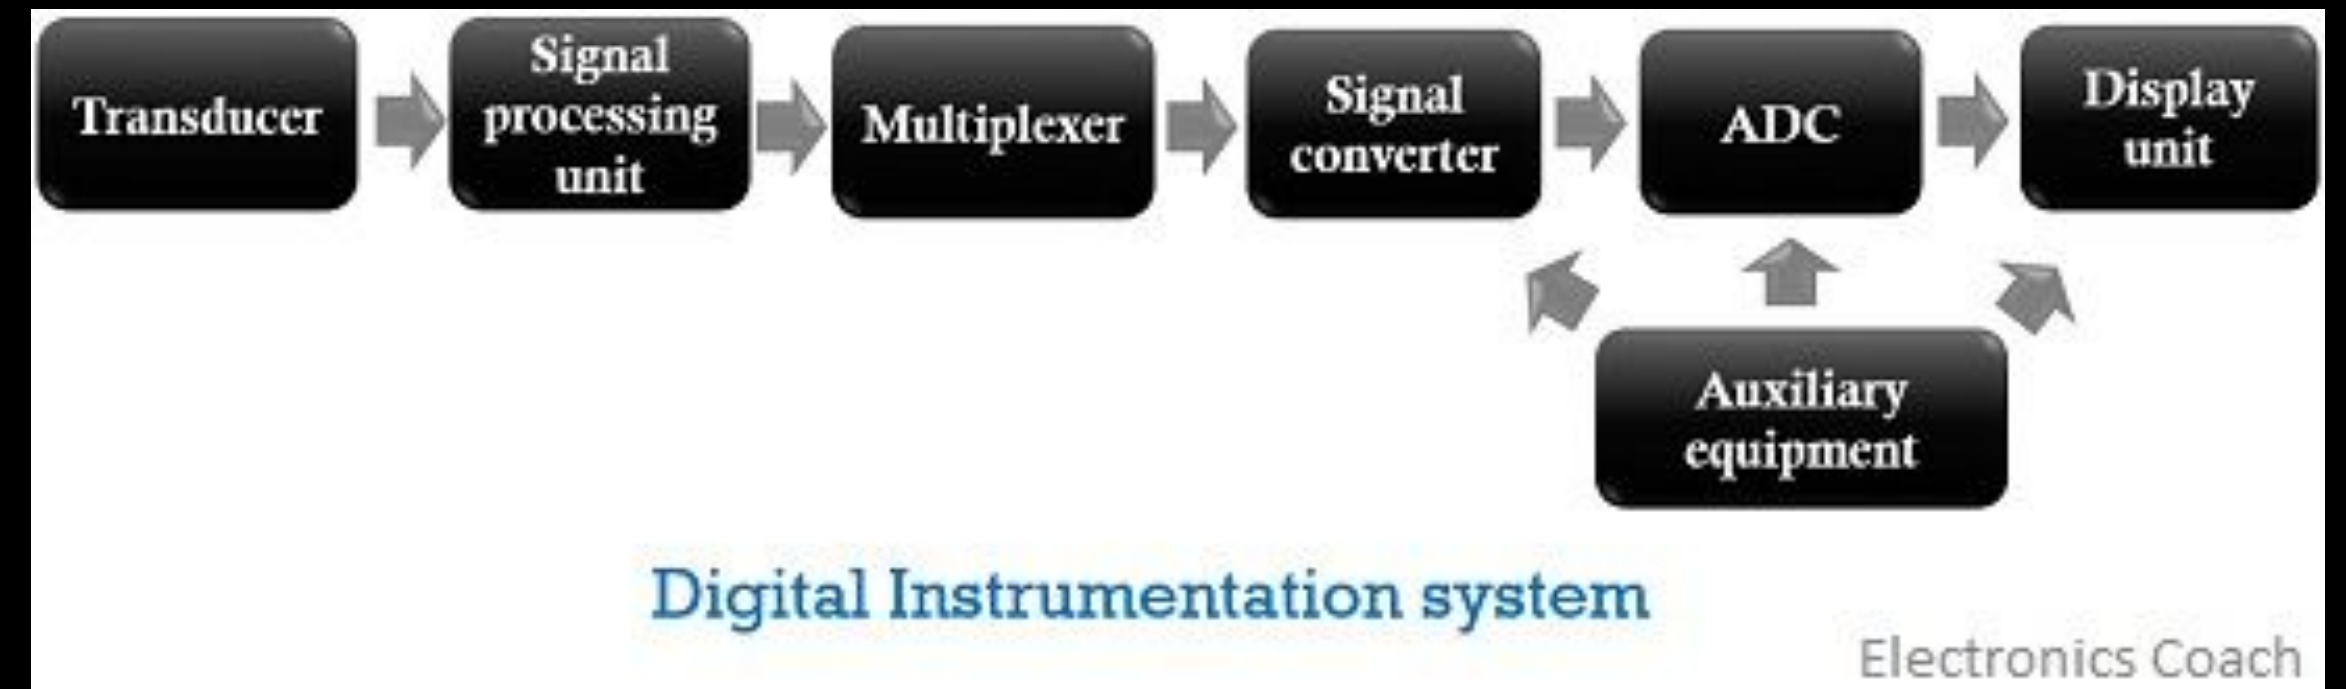 Transducer
Signal
processing
unit
Multiplexer
Signal
converter
ADC
Display
unit
Auxiliary
equipment
Digital Instrumentation system
Electronics Coach